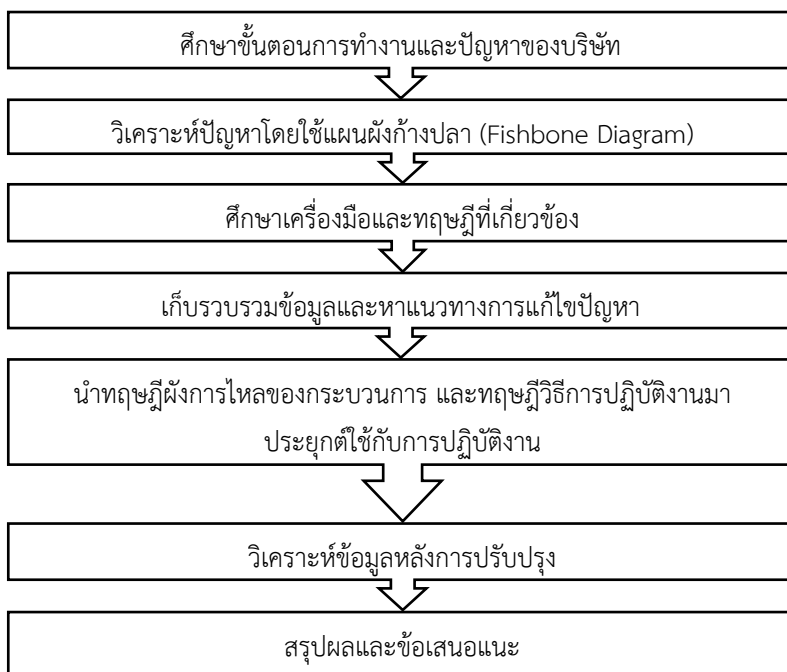 ศึกษาขั้นตอนการทำงานและปัญหาของบริษัท
วิเคราะห์ปัญหาโดยใช้แผนผังก้างปลา (Fishbone Diagram)
ศึกษาเครื่องมือและทฤษฎีที่เกี่ยวข้อง
เก็บรวบรวมข้อมูลและหาแนวทางการแก้ไขปัญหา
นำทฤษฎีผังการไหลของกระบวนการ และทฤษฎีวิธีการปฏิบัติงานมา
ประยุกต์ใช้กับการปฏิบัติงาน
วิเคราะห์ข้อมูลหลังการปรับปรุง
สรุปผลและข้อเสนอแนะ